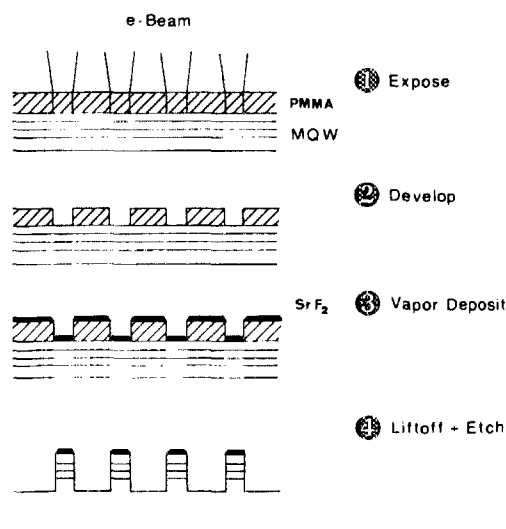 e-Beam
1 Expose
PMMA
MQW
2 Develop
SrF₂
3 Vapor Deposit
4 Liftoff + Etch